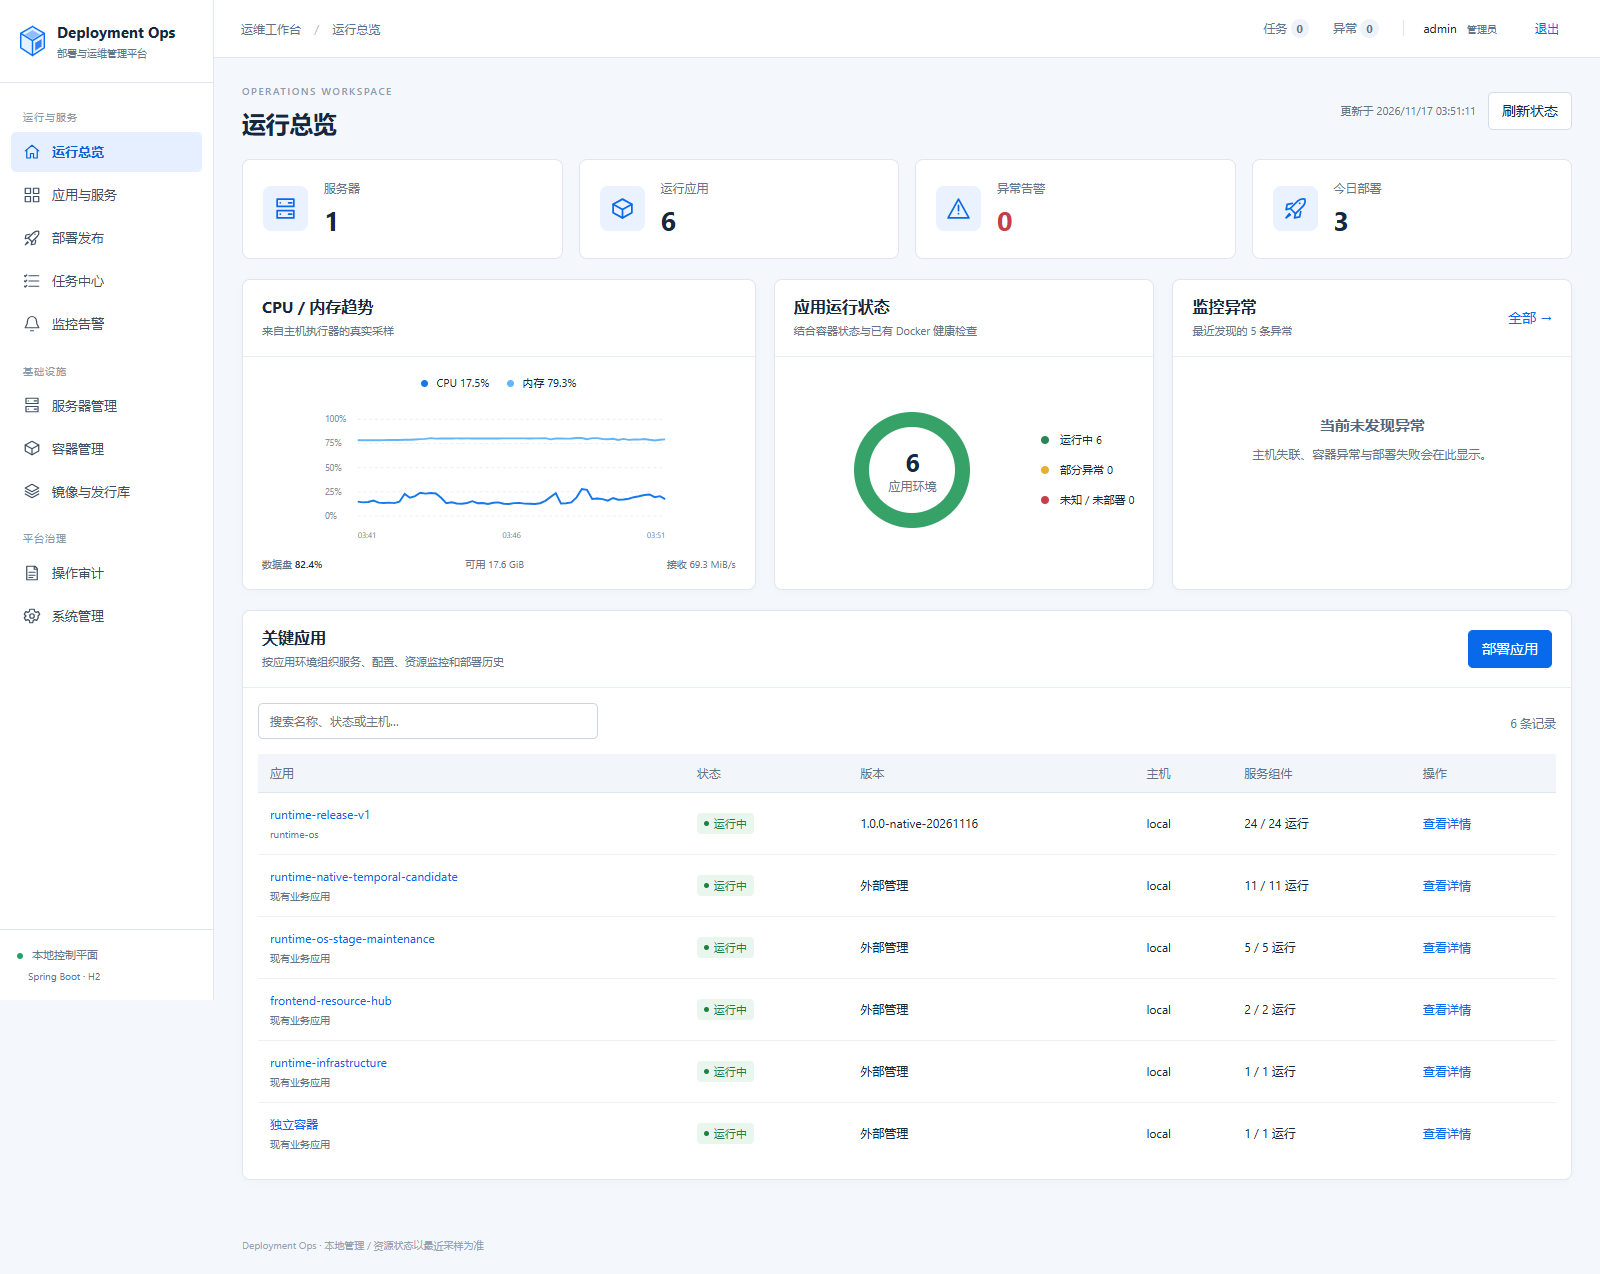 Deployment Ops
部署与运维管理平台
运行与服务
运行总览
应用与服务
部署发布
任务中心
监控告警
基础设施
服务器管理
容器管理
镜像与发行库
平台治理
操作审计
系统管理
本地控制平面
Spring Boot · H2
运维工作台 / 运行总览
任务 0 异常 0 admin 管理员 退出
OPERATIONS WORKSPACE
运行总览
更新于 2026/11/17 03:51:11 刷新状态
服务器
1
运行应用
6
异常告警
0
今日部署
3
CPU / 内存趋势
来自主机执行器的真实采样
CPU 17.5% 内存 79.3%
100%
75%
50%
25%
0%
03:41 03:46 03:51
数据盘 82.4% 可用 17.6 GiB 接收 69.3 MiB/s
应用运行状态
结合容器状态与已有 Docker 健康检查
6
应用环境
运行中 6
部分异常 0
未知 / 未部署 0
监控异常
最近发现的 5 条异常
全部 →
当前未发现异常
主机失联、容器异常与部署失败会在此显示。
关键应用
按应用环境组织服务、配置、资源监控和部署历史
部署应用
搜索名称、状态或主机...
6 条记录
应用 状态 版本 主机 服务组件 操作
runtime-release-v1
runtime-os
运行中 1.0.0-native-20261116 local 24 / 24 运行 查看详情
runtime-native-temporal-candidate
现有业务应用
运行中 外部管理 local 11 / 11 运行 查看详情
runtime-os-stage-maintenance
现有业务应用
运行中 外部管理 local 5 / 5 运行 查看详情
frontend-resource-hub
现有业务应用
运行中 外部管理 local 2 / 2 运行 查看详情
runtime-infrastructure
现有业务应用
运行中 外部管理 local 1 / 1 运行 查看详情
独立容器
现有业务应用
运行中 外部管理 local 1 / 1 运行 查看详情
Deployment Ops · 本地管理 / 资源状态以最近采样为准